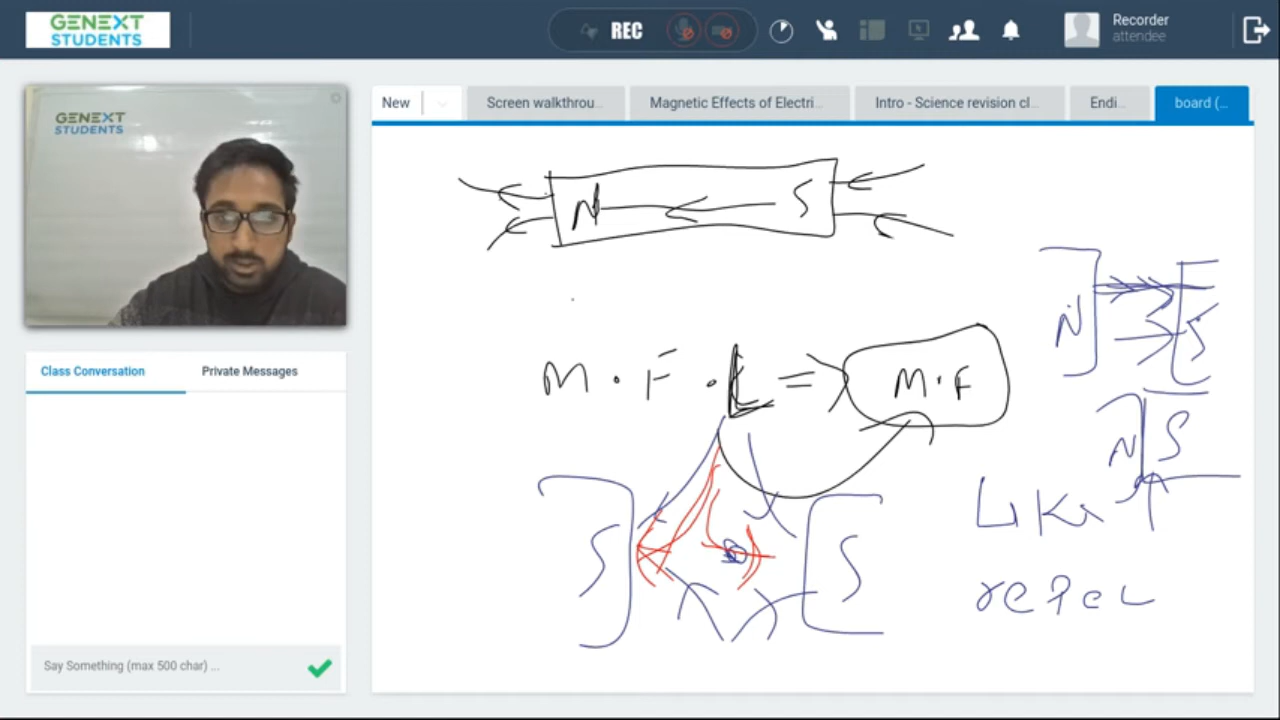 GENEXT
STUDENTS
REC
Recorder
attendee
GENEXT
STUDENTS
New
Screen walkthrou
Magnetic Effects of Electri...
Intro - Science revision cl...
Endi...
board (...
N S
M.F.L => M.F
N S
N S
S S
Like
repel
Class Conversation
Private Messages
Say Something (max 500 char) ...